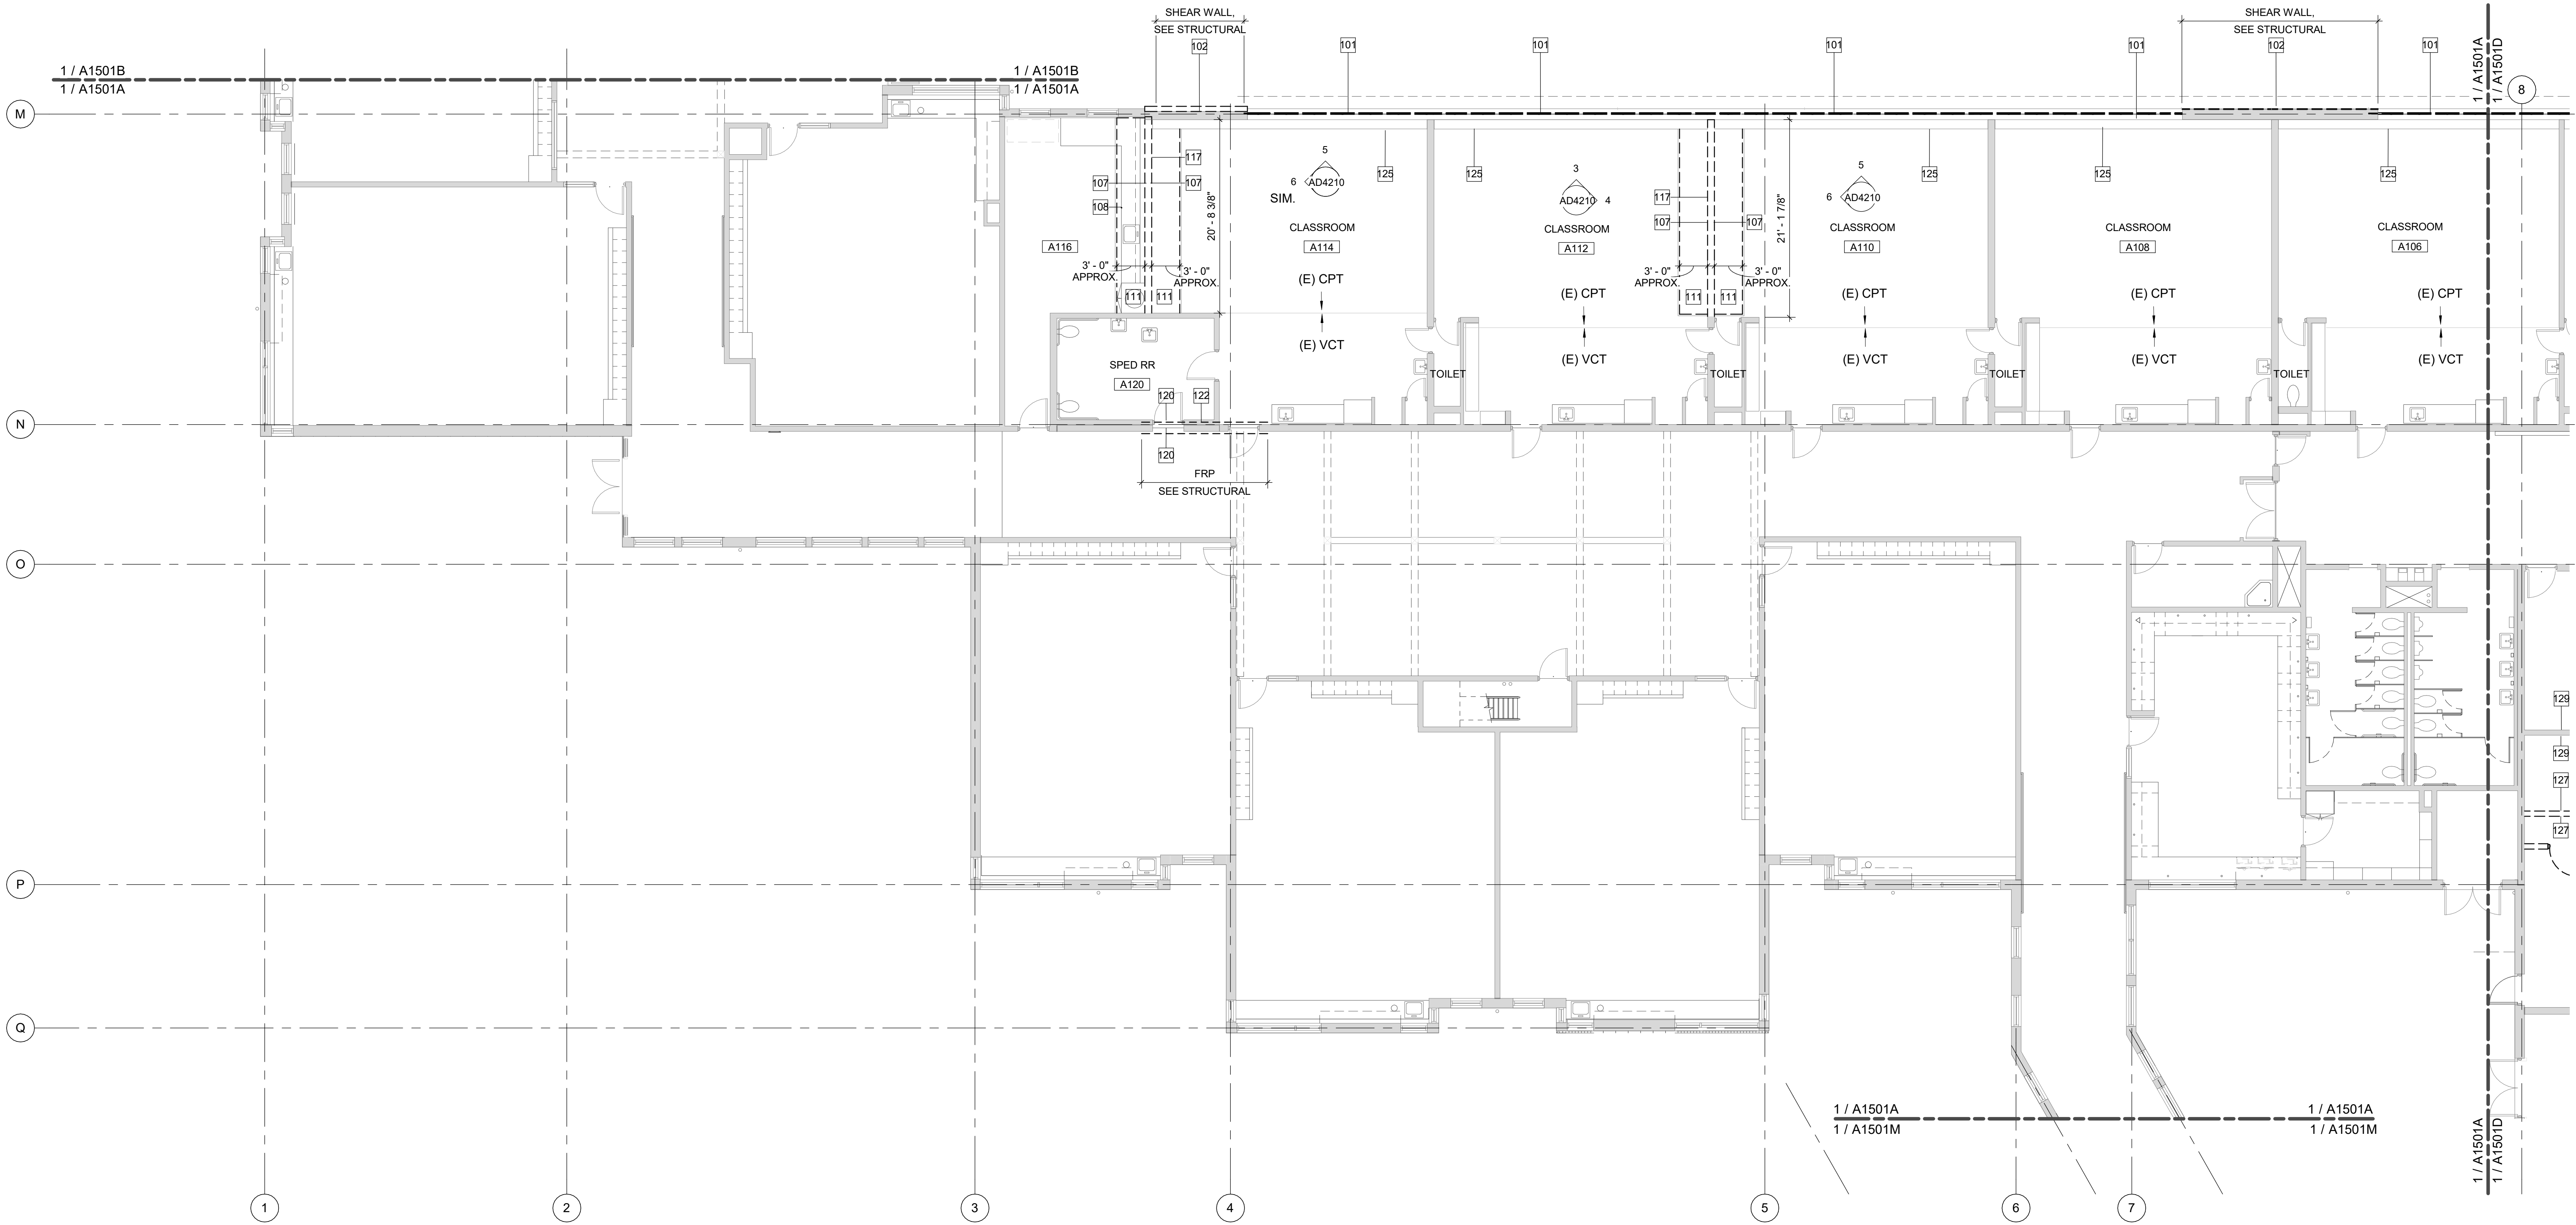 SHEAR WALL,
SEE STRUCTURAL
102
101
101
101
101
SHEAR WALL,
SEE STRUCTURAL
102
101
1 / A1501A
1 / A1501D
8
1 / A1501B
1 / A1501A
1 / A1501B
1 / A1501A
M
117
107
107
108
A116
20' - 8 3/8"
3' - 0"
APPROX.
3' - 0"
APPROX.
111
111
5
6
AD4210
SIM.
125
CLASSROOM
A114
(E) CPT
(E) VCT
125
3
AD4210
4
CLASSROOM
A112
(E) CPT
(E) VCT
117
107
107
21' - 1 7/8"
3' - 0"
APPROX.
3' - 0"
APPROX.
111
111
5
6
AD4210
125
CLASSROOM
A110
(E) CPT
(E) VCT
125
CLASSROOM
A108
(E) CPT
(E) VCT
125
CLASSROOM
A106
(E) CPT
(E) VCT
TOILET
TOILET
TOILET
TOILET
SPED RR
A120
120
122
N
120
FRP
SEE STRUCTURAL
O
129
129
127
127
P
Q
1 / A1501A
1 / A1501M
1 / A1501A
1 / A1501M
1 / A1501A
1 / A1501D
1
2
3
4
5
6
7